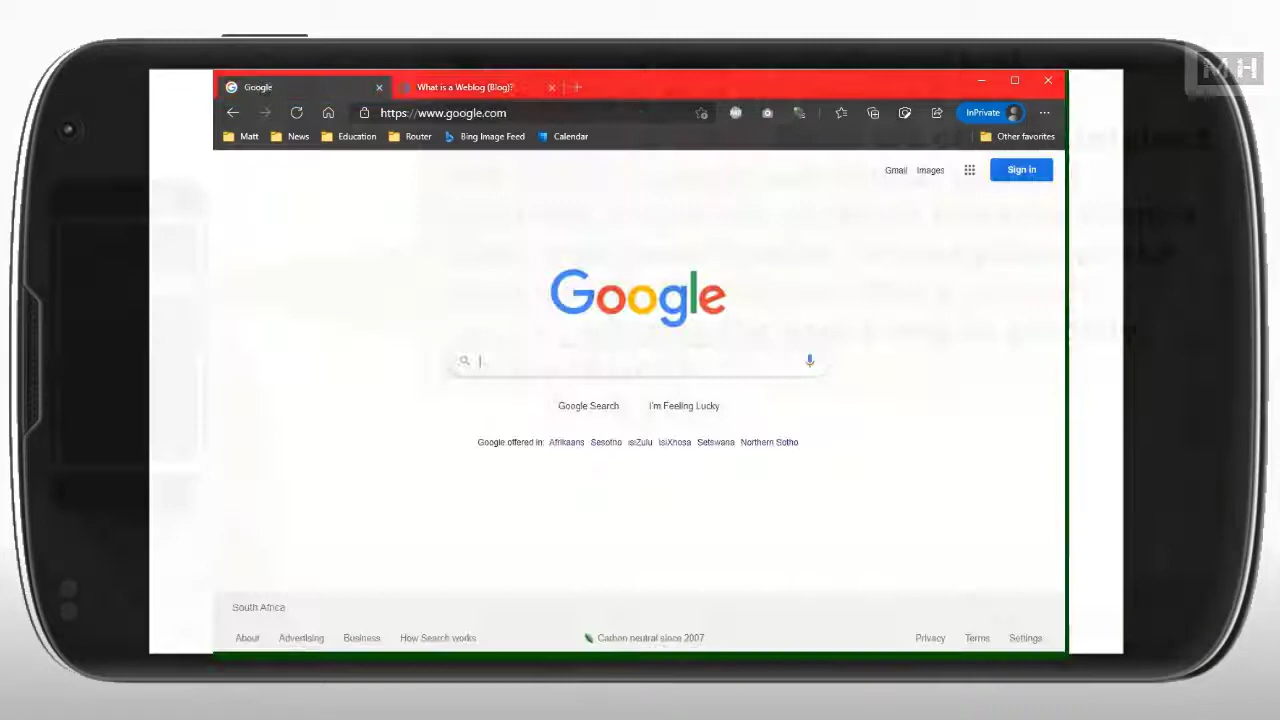 MH
Google What is a Weblog (Blog)?
https://www.google.com InPrivate
Matt News Education Router Bing Image Feed Calendar Other favorites
Gmail Images Sign in
Google
Google Search I'm Feeling Lucky
Google offered in: Afrikaans Sesotho isiZulu IsiXhosa Setswana Northern Sotho
South Africa
About Advertising Business How Search works Carbon neutral since 2007 Privacy Terms Settings